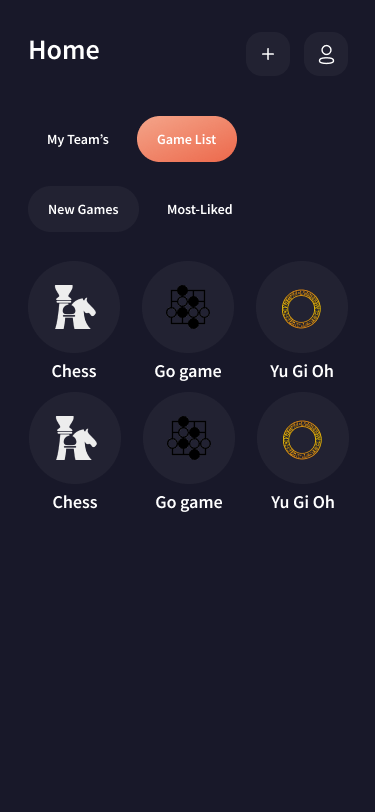 Home
My Team’s
Game List
New Games
Most-Liked
Chess
Go game
Yu Gi Oh
Chess
Go game
Yu Gi Oh